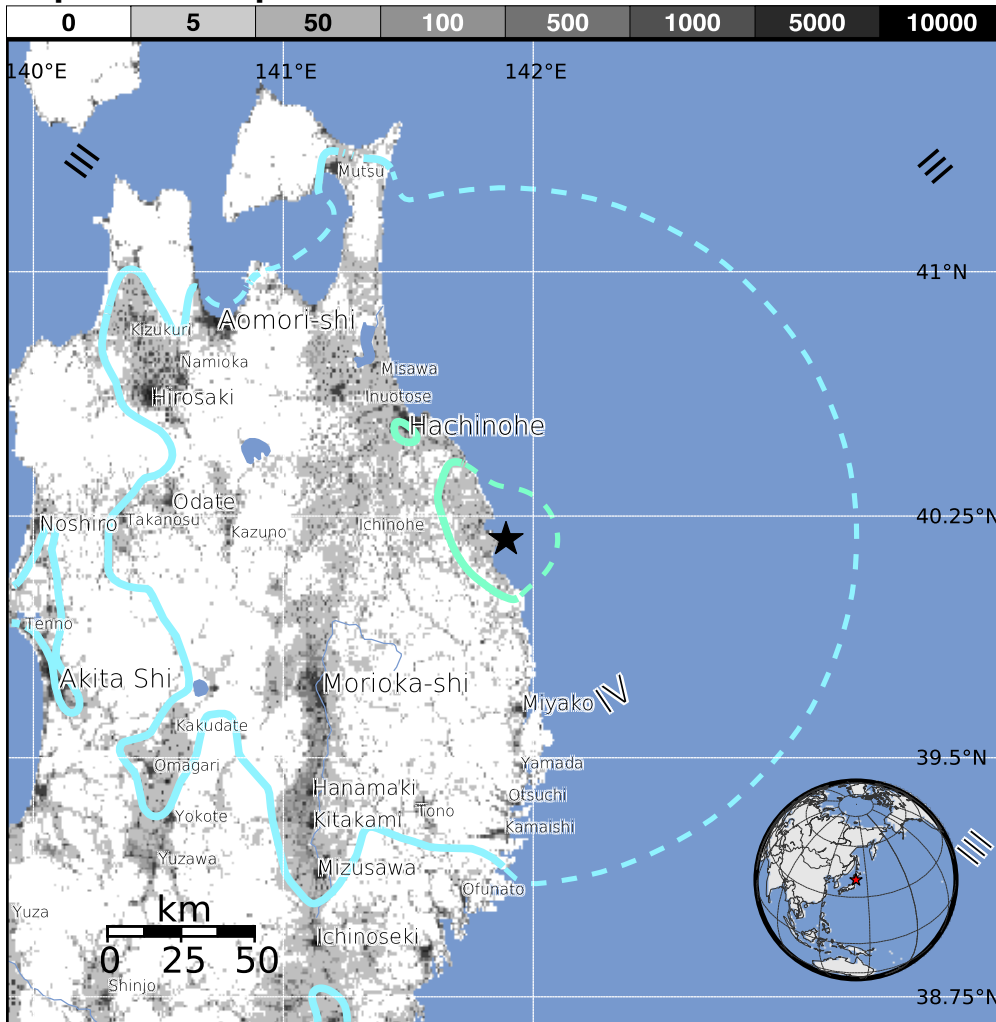 0 5 50 100 500 1000 5000 10000
140°E 141°E 142°E
III III
Mutsu
41°N
Kizukuri
Aomori-shi
Namioka
Misawa
Hirosaki
Inuotose
Hachinohe
Odate
Noshiro
Takanosu
Ichinohe
40.25°N
Kazuno
Tenno
Akita Shi
Morioka-shi
Miyako
IV
Kakudate
Omagari
Yamada
39.5°N
Hanamaki
Otsuchi
Yokote
Kitakami
Tono
Kamaishi
III
Yuzawa
Mizusawa
Ofunato
Yuza
km
Ichinoseki
0 25 50
Shinjo
38.75°N